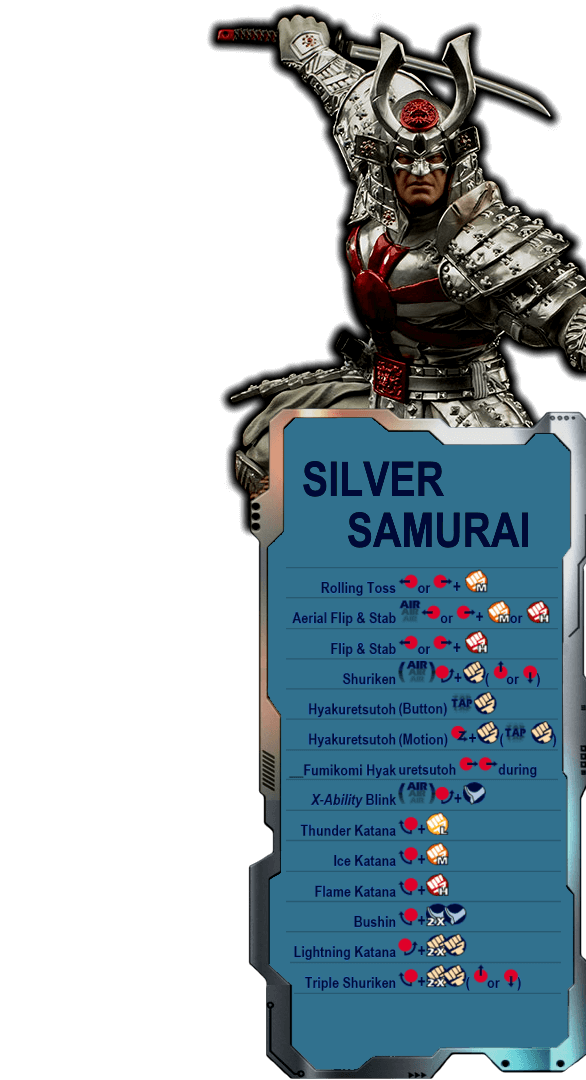 SILVER
SAMURAI
Rolling Toss or + M
Aerial Flip & Stab AIR or + M or H
Flip & Stab or + H
Shuriken (AIR) + ( or )
Hyakuretsutoh (Button) TAP
Hyakuretsutoh (Motion) + (TAP )
__Fumikomi Hyak uretsutoh during
X-Ability Blink (AIR) +
Thunder Katana + L
Ice Katana + M
Flame Katana + H
Bushin + 2X
Lightning Katana + 2X
Triple Shuriken + 2X ( or )